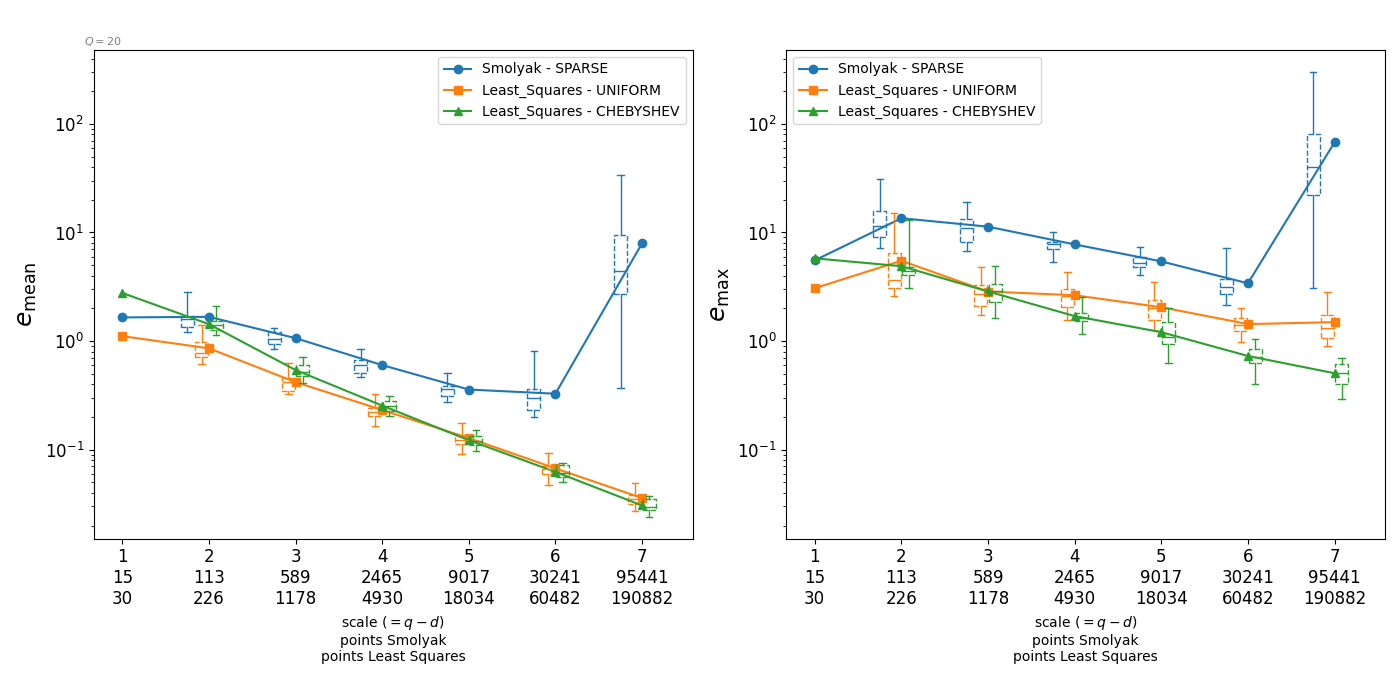 Q = 20
Smolyak - SPARSE
Least_Squares - UNIFORM
Least_Squares - CHEBYSHEV
10²
10¹
10⁰
10⁻¹
e_mean
1 2 3 4 5 6 7
15 113 589 2465 9017 30241 95441
30 226 1178 4930 18034 60482 190882
scale (= q − d)
points Smolyak
points Least Squares
Smolyak - SPARSE
Least_Squares - UNIFORM
Least_Squares - CHEBYSHEV
10²
10¹
10⁰
10⁻¹
e_max
1 2 3 4 5 6 7
15 113 589 2465 9017 30241 95441
30 226 1178 4930 18034 60482 190882
scale (= q − d)
points Smolyak
points Least Squares